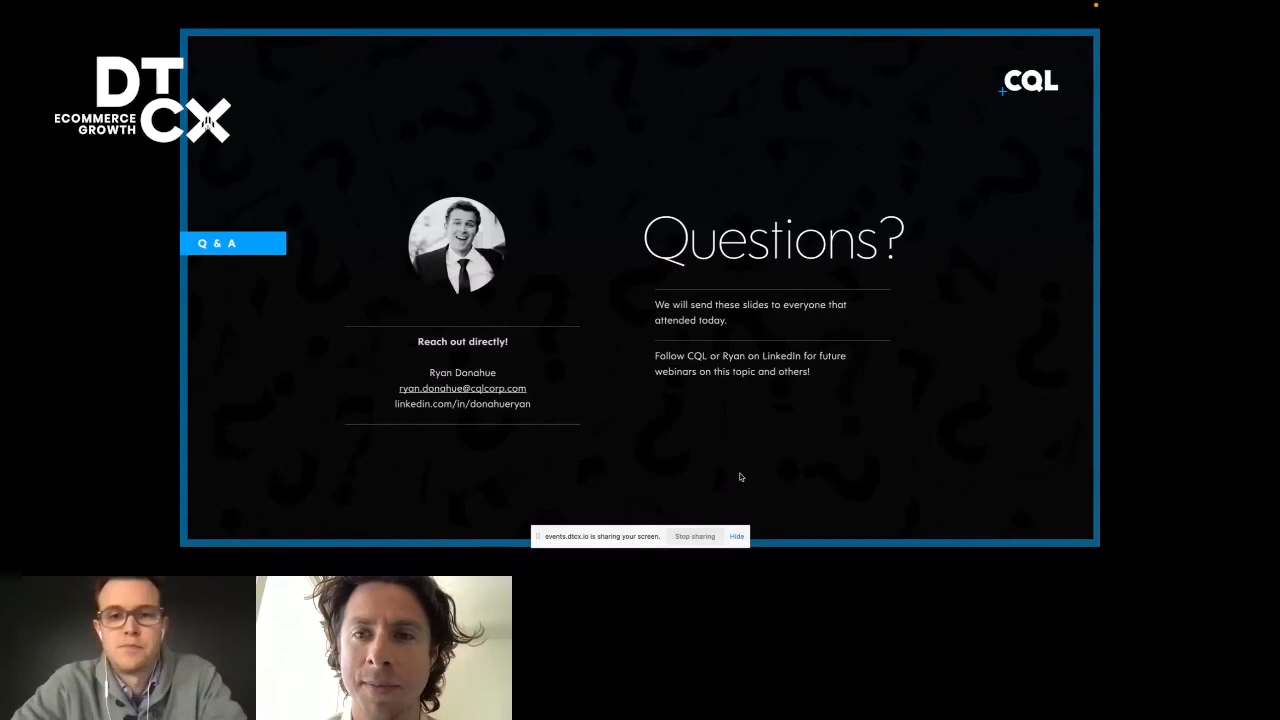 DT
CX
ECOMMERCE
GROWTH
CQL
Q & A
Questions?
We will send these slides to everyone that
attended today.
Follow CQL or Ryan on LinkedIn for future
webinars on this topic and others!
Reach out directly!
Ryan Donahue
ryan.donahue@cqlcorp.com
linkedin.com/in/donahueryan
events.dtcx.io is sharing your screen.
Stop sharing
Hide